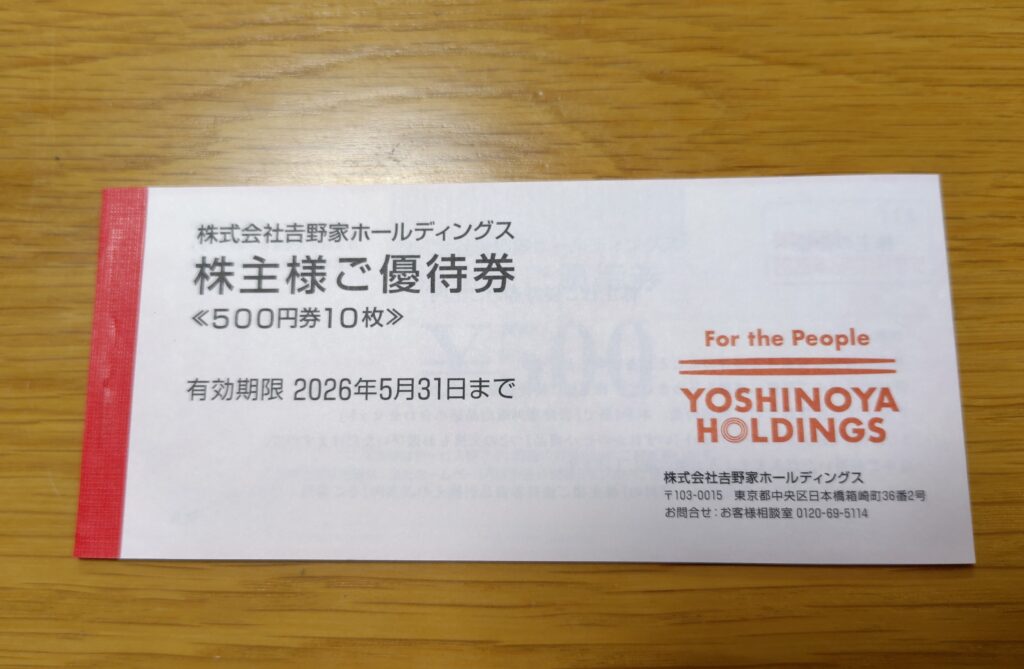 株式会社𠮷野家ホールディングス
株主様ご優待券
≪500円券10枚≫
有効期限 2026年5月31日まで
For the People
YOSHINOYA
HOLDINGS
株式会社𠮷野家ホールディングス
〒103-0015 東京都中央区日本橋箱崎町36番2号
お問合せ:お客様相談室 0120-69-5114